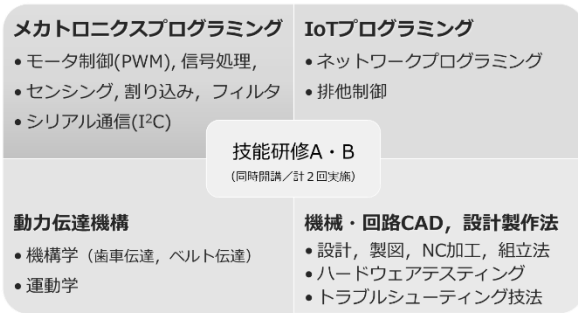 メカトロニクスプログラミング
• モータ制御(PWM), 信号処理,
• センシング, 割り込み，フィルタ
• シリアル通信(I²C)
IoTプログラミング
• ネットワークプログラミング
• 排他制御
技能研修A・B
(同時開講／計２回実施)
動力伝達機構
• 機構学（歯車伝達，ベルト伝達）
• 運動学
機械・回路CAD，設計製作法
• 設計，製図，NC加工，組立法
• ハードウェアテスティング
• トラブルシューティング技法